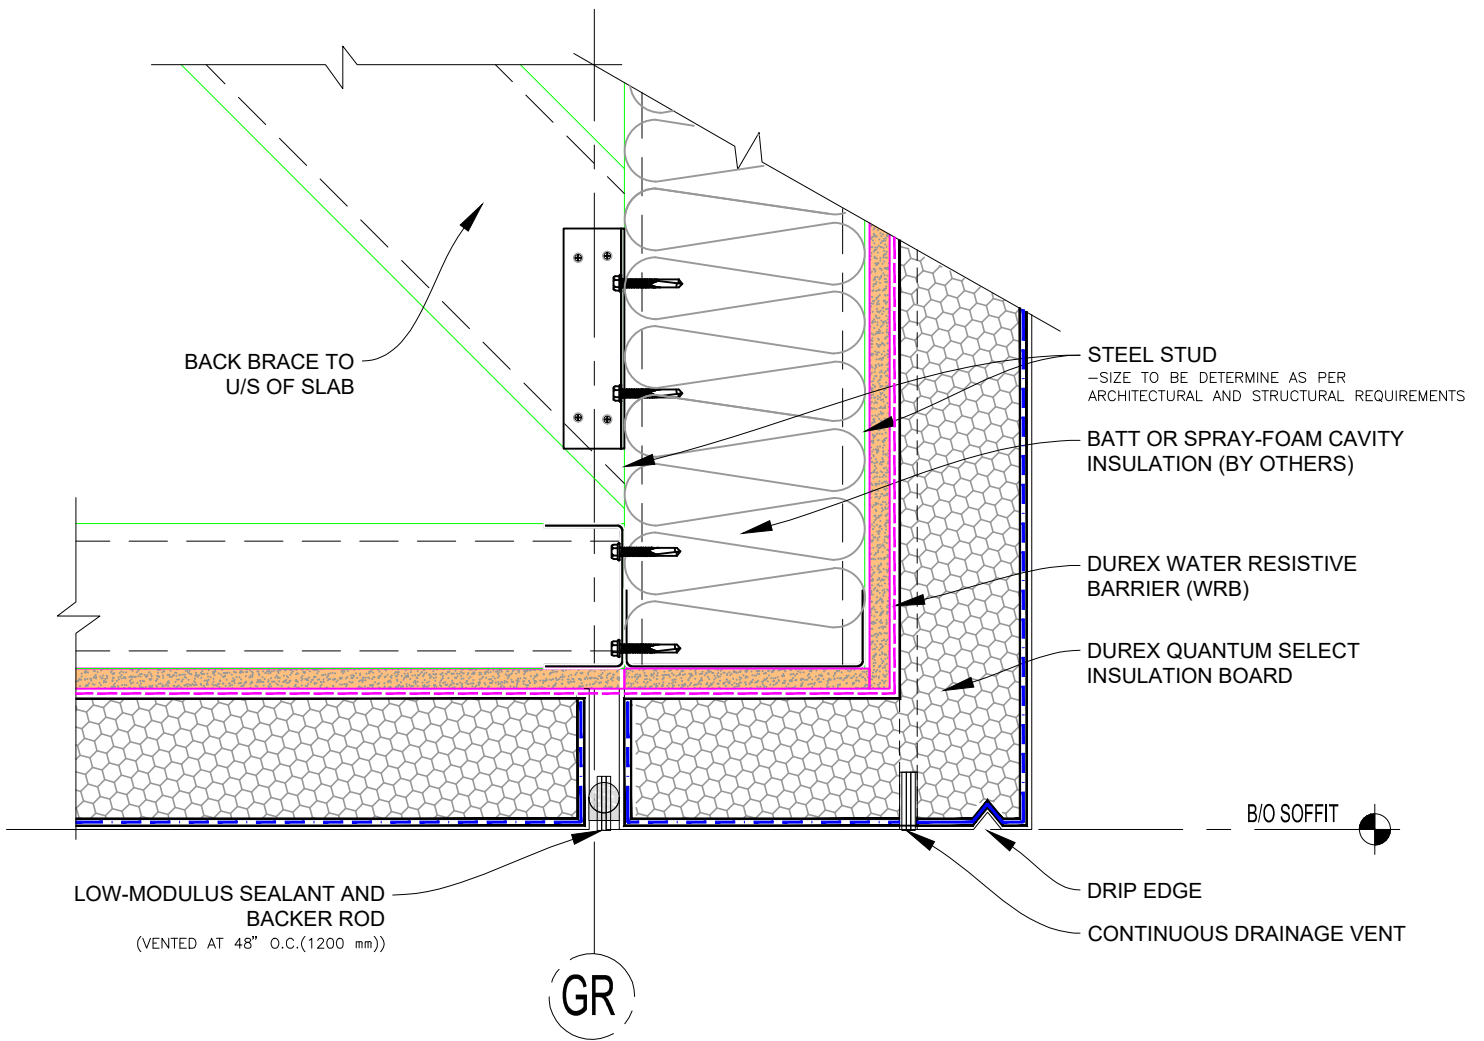 BACK BRACE TO
U/S OF SLAB
STEEL STUD
-SIZE TO BE DETERMINE AS PER
ARCHITECTURAL AND STRUCTURAL REQUIREMENTS
BATT OR SPRAY-FOAM CAVITY
INSULATION (BY OTHERS)
DUREX WATER RESISTIVE
BARRIER (WRB)
DUREX QUANTUM SELECT
INSULATION BOARD
B/O SOFFIT
LOW-MODULUS SEALANT AND
BACKER ROD
(VENTED AT 48" O.C.(1200 mm))
DRIP EDGE
CONTINUOUS DRAINAGE VENT
GR